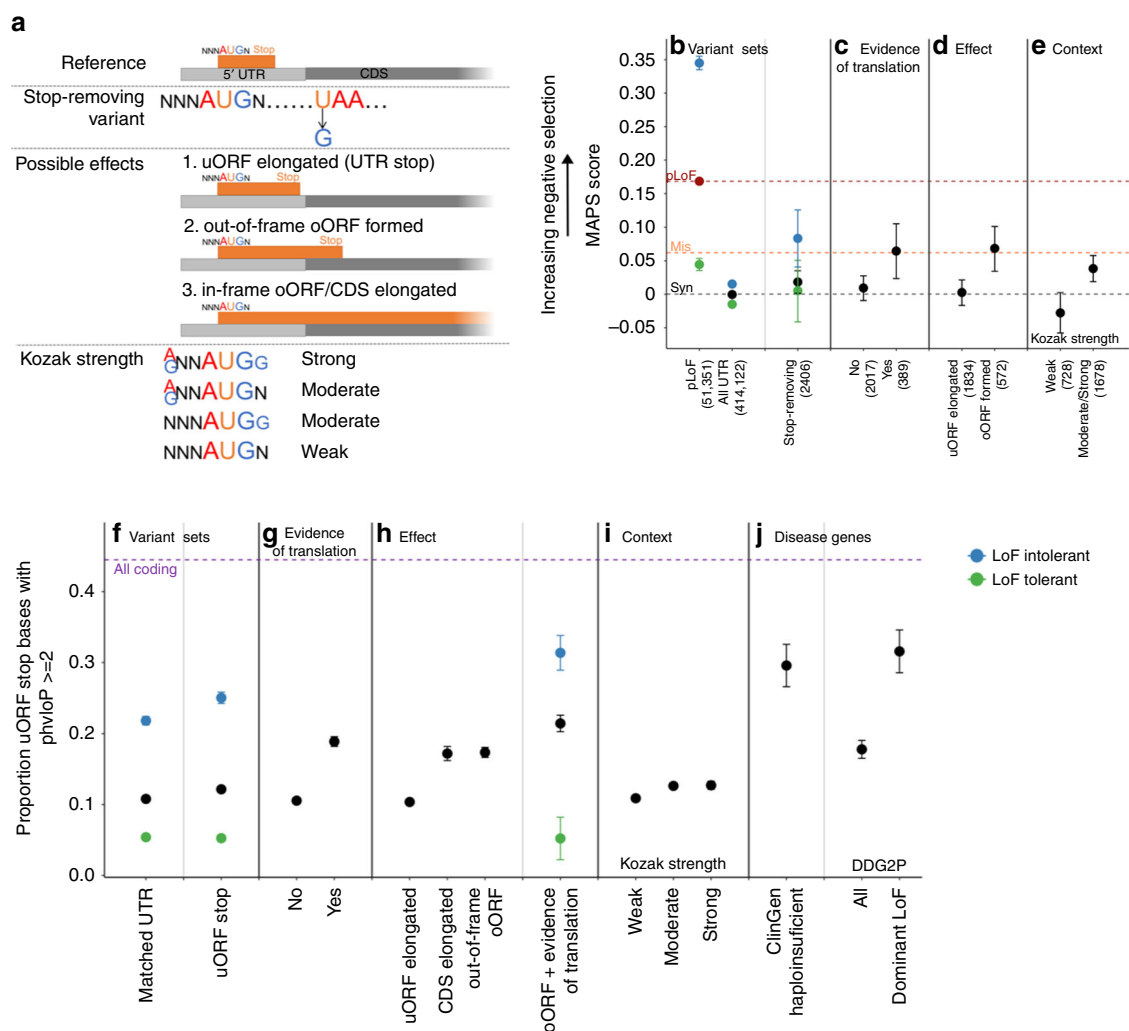 a
Reference
NNNAUGN Stop
5′ UTR
CDS
Stop-removing
variant
NNNAUGN......UAA...
G
Possible effects
1. uORF elongated (UTR stop)
NNNAUGN
Stop
2. out-of-frame oORF formed
NNNAUGN
Stop
3. in-frame oORF/CDS elongated
NNNAUGN
Kozak strength
A
G
NNAUGG
Strong
A
G
NNAUGN
Moderate
NNNAUGG
Moderate
NNNAUGN
Weak
b Variant sets
c Evidence
of translation
d Effect
e Context
Increasing negative selection
MAPS score
0.35
0.30
0.25
0.20
0.15
0.10
0.05
0
−0.05
pLoF
Mis
Syn
Kozak strength
pLoF
(51,351)
All UTR
(414,122)
Stop-removing
(2406)
No
(2017)
Yes
(389)
uORF elongated
(1834)
oORF formed
(572)
Weak
(728)
Moderate/Strong
(1678)
f Variant sets
g Evidence
of translation
h Effect
i Context
j Disease genes
All coding
LoF intolerant
LoF tolerant
Proportion uORF stop bases with
phyloP >=2
0.4
0.3
0.2
0.1
0.0
Kozak strength
DDG2P
Matched UTR
uORF stop
No
Yes
uORF elongated
CDS elongated
out-of-frame
oORF
oORF + evidence
of translation
Weak
Moderate
Strong
ClinGen
haploinsuficient
All
Dominant LoF